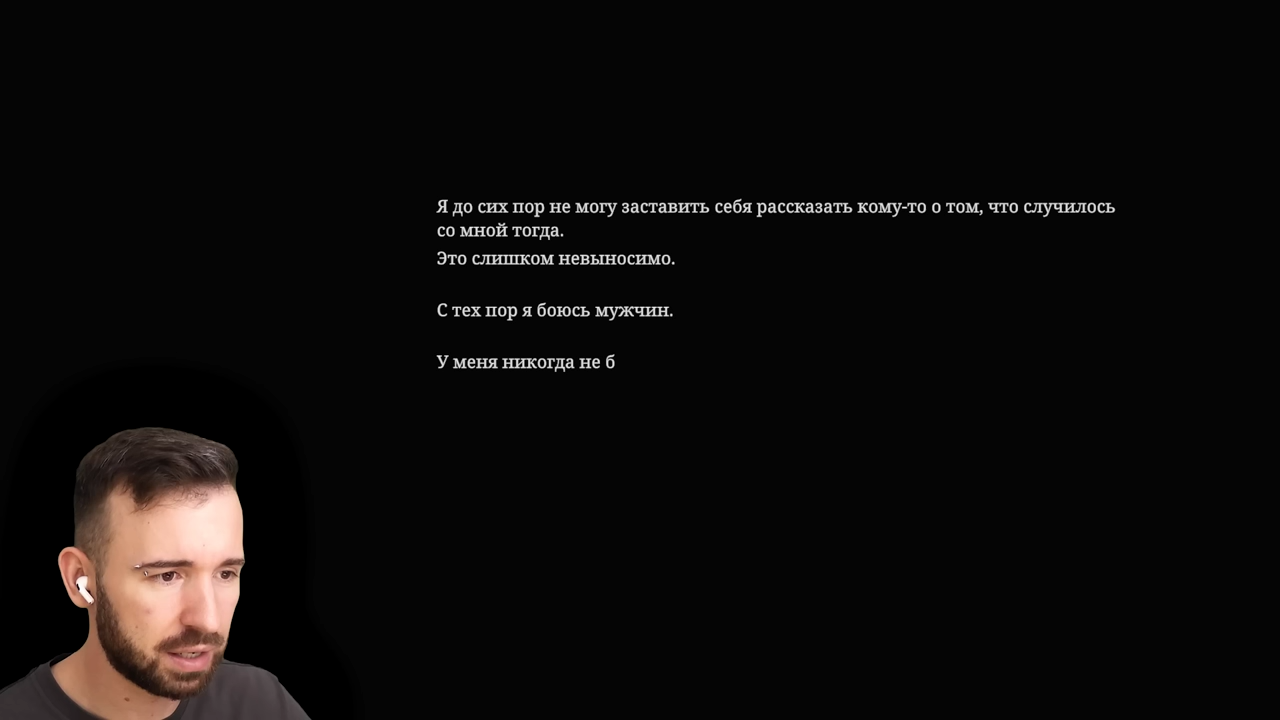 Я до сих пор не могу заставить себя рассказать кому-то о том, что случилось
со мной тогда.
Это слишком невыносимо.
С тех пор я боюсь мужчин.
У меня никогда не б